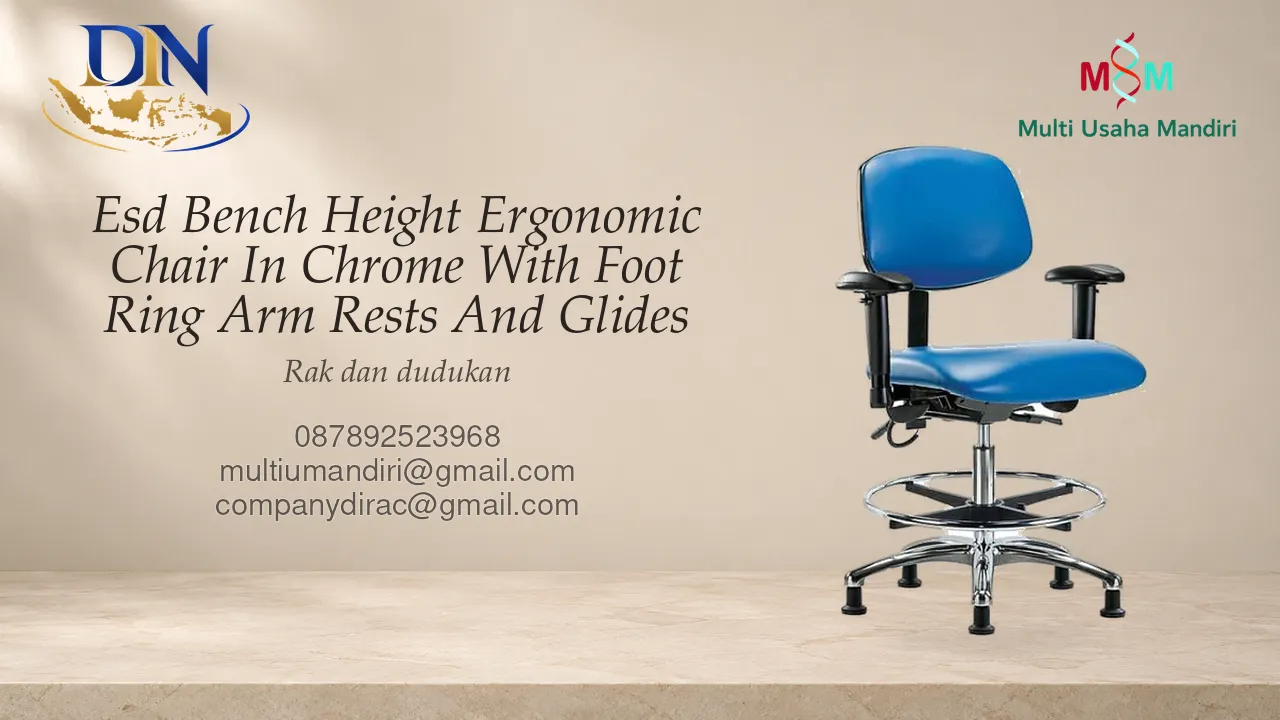 DIN
MSM
Multi Usaha Mandiri
Esd Bench Height Ergonomic
Chair In Chrome With Foot
Ring Arm Rests And Glides
Rak dan dudukan
087892523968
multiumandiri@gmail.com
companydirac@gmail.com